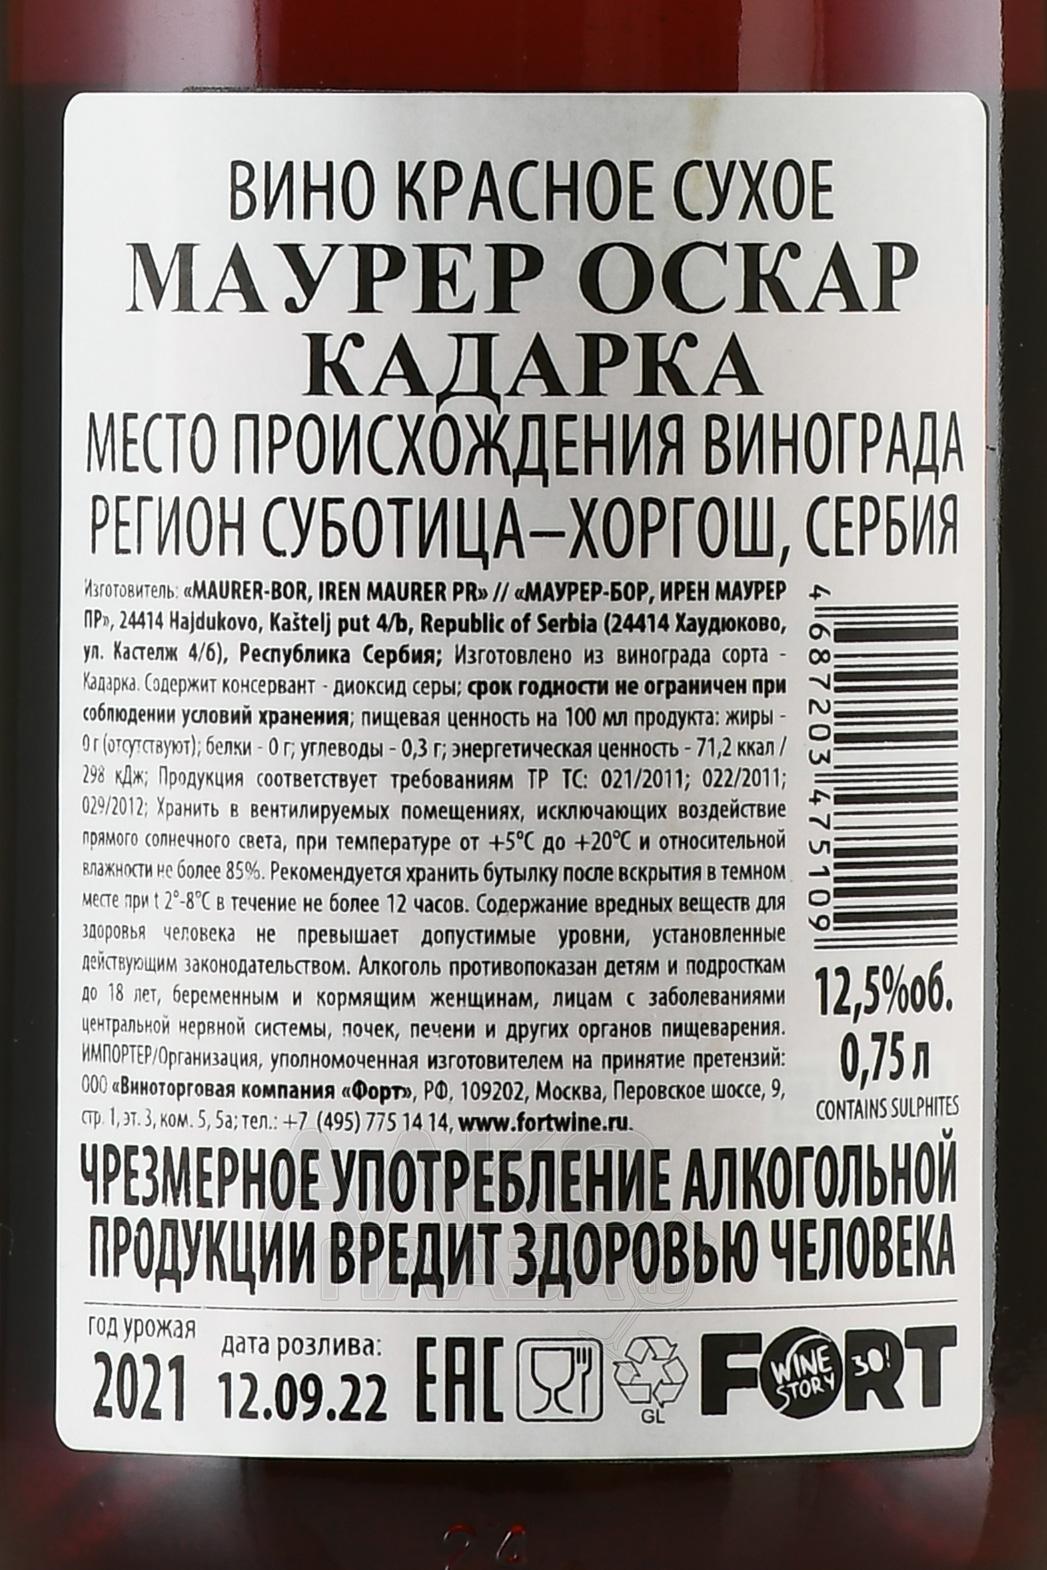 ВИНО КРАСНОЕ СУХОЕ
МАУРЕР ОСКАР
КАДАРКА
МЕСТО ПРОИСХОЖДЕНИЯ ВИНОГРАДА
РЕГИОН СУБОТИЦА–ХОРГОШ, СЕРБИЯ
Изготовитель: «MAURER-BOR, IREN MAURER PR» // «МАУРЕР-БОР, ИРЕН МАУРЕР
ПР», 24414 Hajdukovo, Kaštelj put 4/b, Republic of Serbia (24414 Хаудюково,
ул. Кастелж 4/б), Республика Сербия; Изготовлено из винограда сорта -
Кадарка. Содержит консервант - диоксид серы; срок годности не ограничен при
соблюдении условий хранения; пищевая ценность на 100 мл продукта: жиры -
0 г (отсутствуют); белки - 0 г; углеводы - 0,3 г; энергетическая ценность - 71,2 ккал /
298 кДж; Продукция соответствует требованиям ТР ТС: 021/2011; 022/2011;
029/2012; Хранить в вентилируемых помещениях, исключающих воздействие
прямого солнечного света, при температуре от +5°С до +20°С и относительной
влажности не более 85%. Рекомендуется хранить бутылку после вскрытия в темном
месте при t 2°-8°С в течение не более 12 часов. Содержание вредных веществ для
здоровья человека не превышает допустимые уровни, установленные
действующим законодательством. Алкоголь противопоказан детям и подросткам
до 18 лет, беременным и кормящим женщинам, лицам с заболеваниями
центральной нервной системы, почек, печени и других органов пищеварения.
ИМПОРТЕР/Организация, уполномоченная изготовителем на принятие претензий:
ООО «Виноторговая компания «Форт», РФ, 109202, Москва, Перовское шоссе, 9,
стр. 1, эт. 3, ком. 5, 5а; тел.: +7 (495) 775 14 14, www.fortwine.ru.
4 687203 475109
12,5%об.
0,75 л
CONTAINS SULPHITES
ЧРЕЗМЕРНОЕ УПОТРЕБЛЕНИЕ АЛКОГОЛЬНОЙ
ПРОДУКЦИИ ВРЕДИТ ЗДОРОВЬЮ ЧЕЛОВЕКА
год урожая
2021
дата розлива:
12.09.22
EAC
GL
FORT
WINE
STORY
30!
24